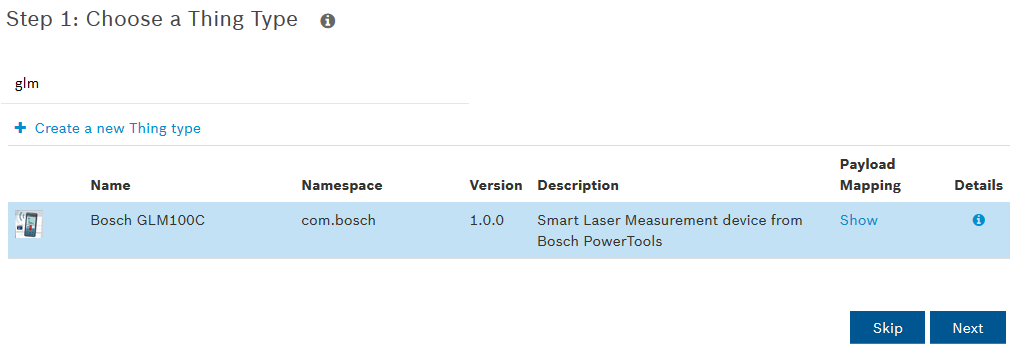 Step 1: Choose a Thing Type
glm
Create a new Thing type
Name Namespace Version Description Payload Mapping Details
Bosch GLM100C com.bosch 1.0.0 Smart Laser Measurement device from Show
Bosch PowerTools
Skip Next